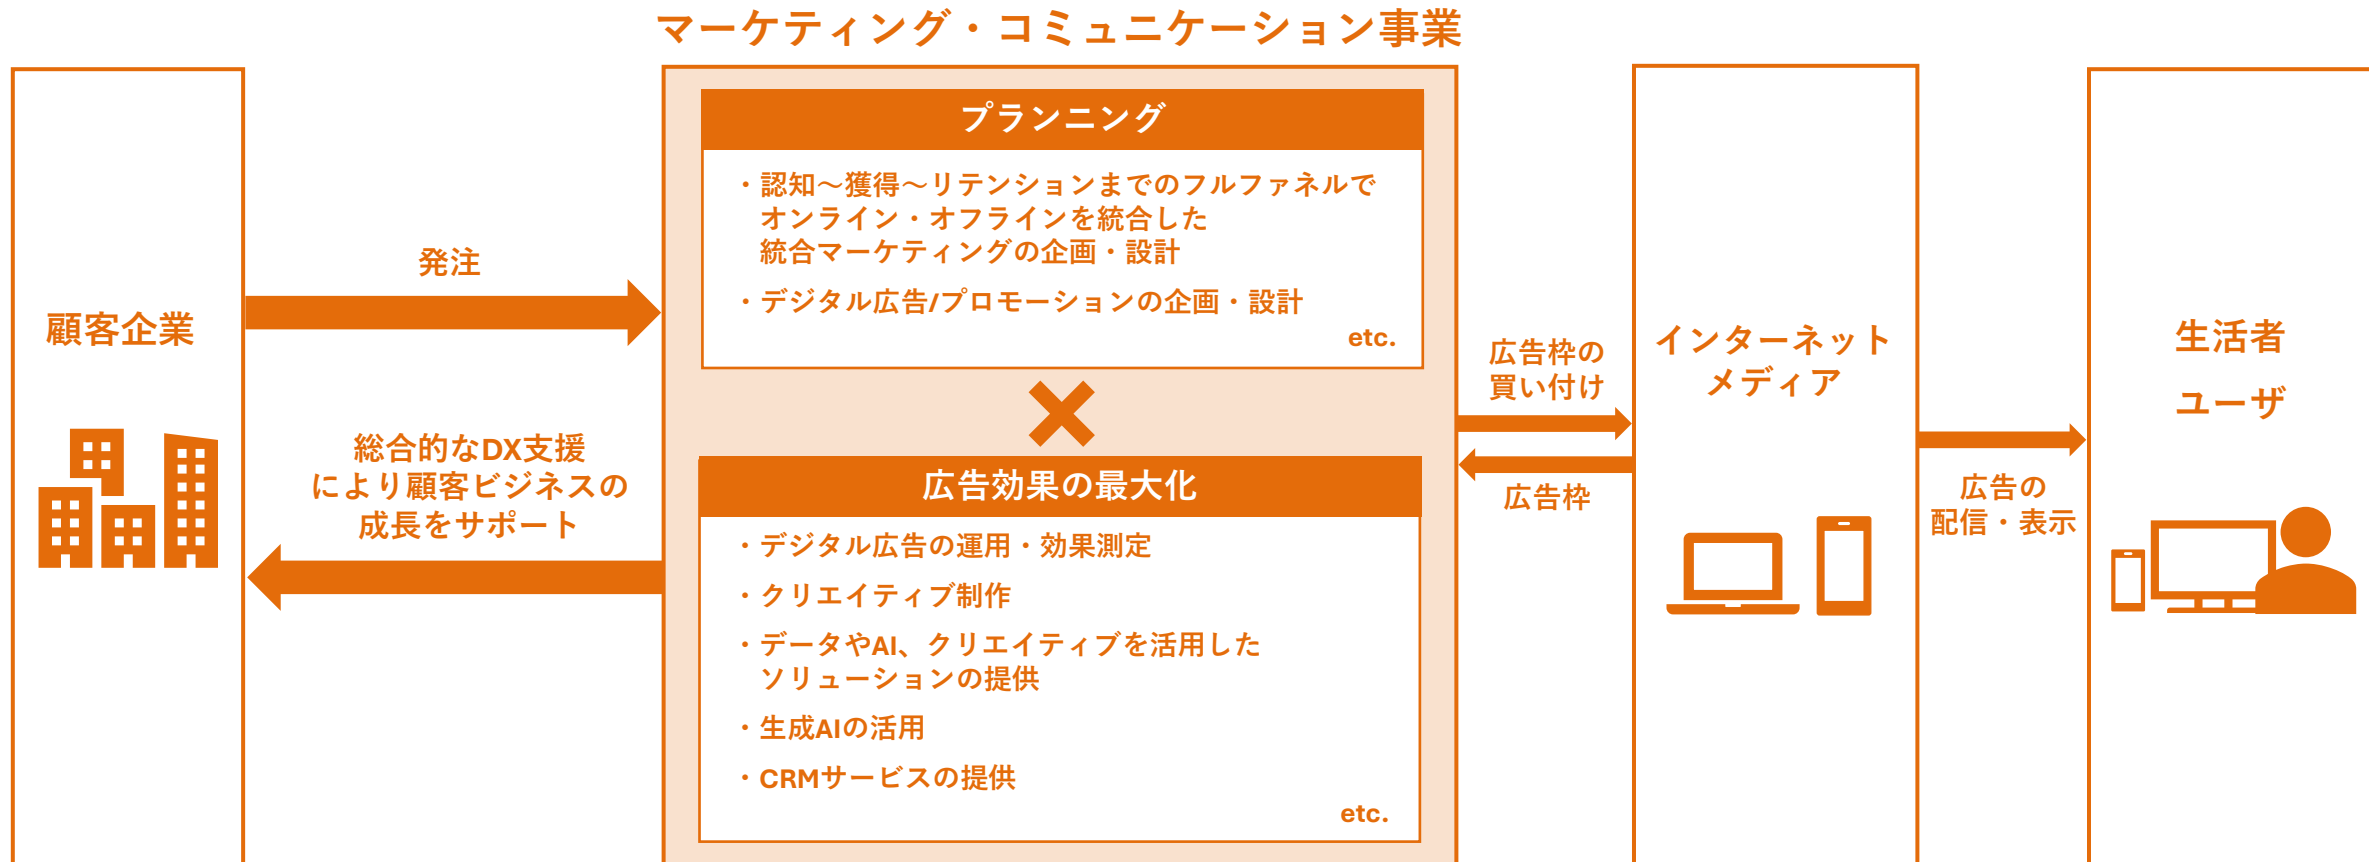 マーケティング・コミュニケーション事業
顧客企業
発注
総合的なDX支援
により顧客ビジネスの
成長をサポート
プランニング
・認知～獲得～リテンションまでのフルファネルで
オンライン・オフラインを統合した
統合マーケティングの企画・設計
・デジタル広告/プロモーションの企画・設計
etc.
広告効果の最大化
・デジタル広告の運用・効果測定
・クリエイティブ制作
・データやAI、クリエイティブを活用した
ソリューションの提供
・生成AIの活用
・CRMサービスの提供
etc.
広告枠の
買い付け
広告枠
インターネット
メディア
広告の
配信・表示
生活者
ユーザ